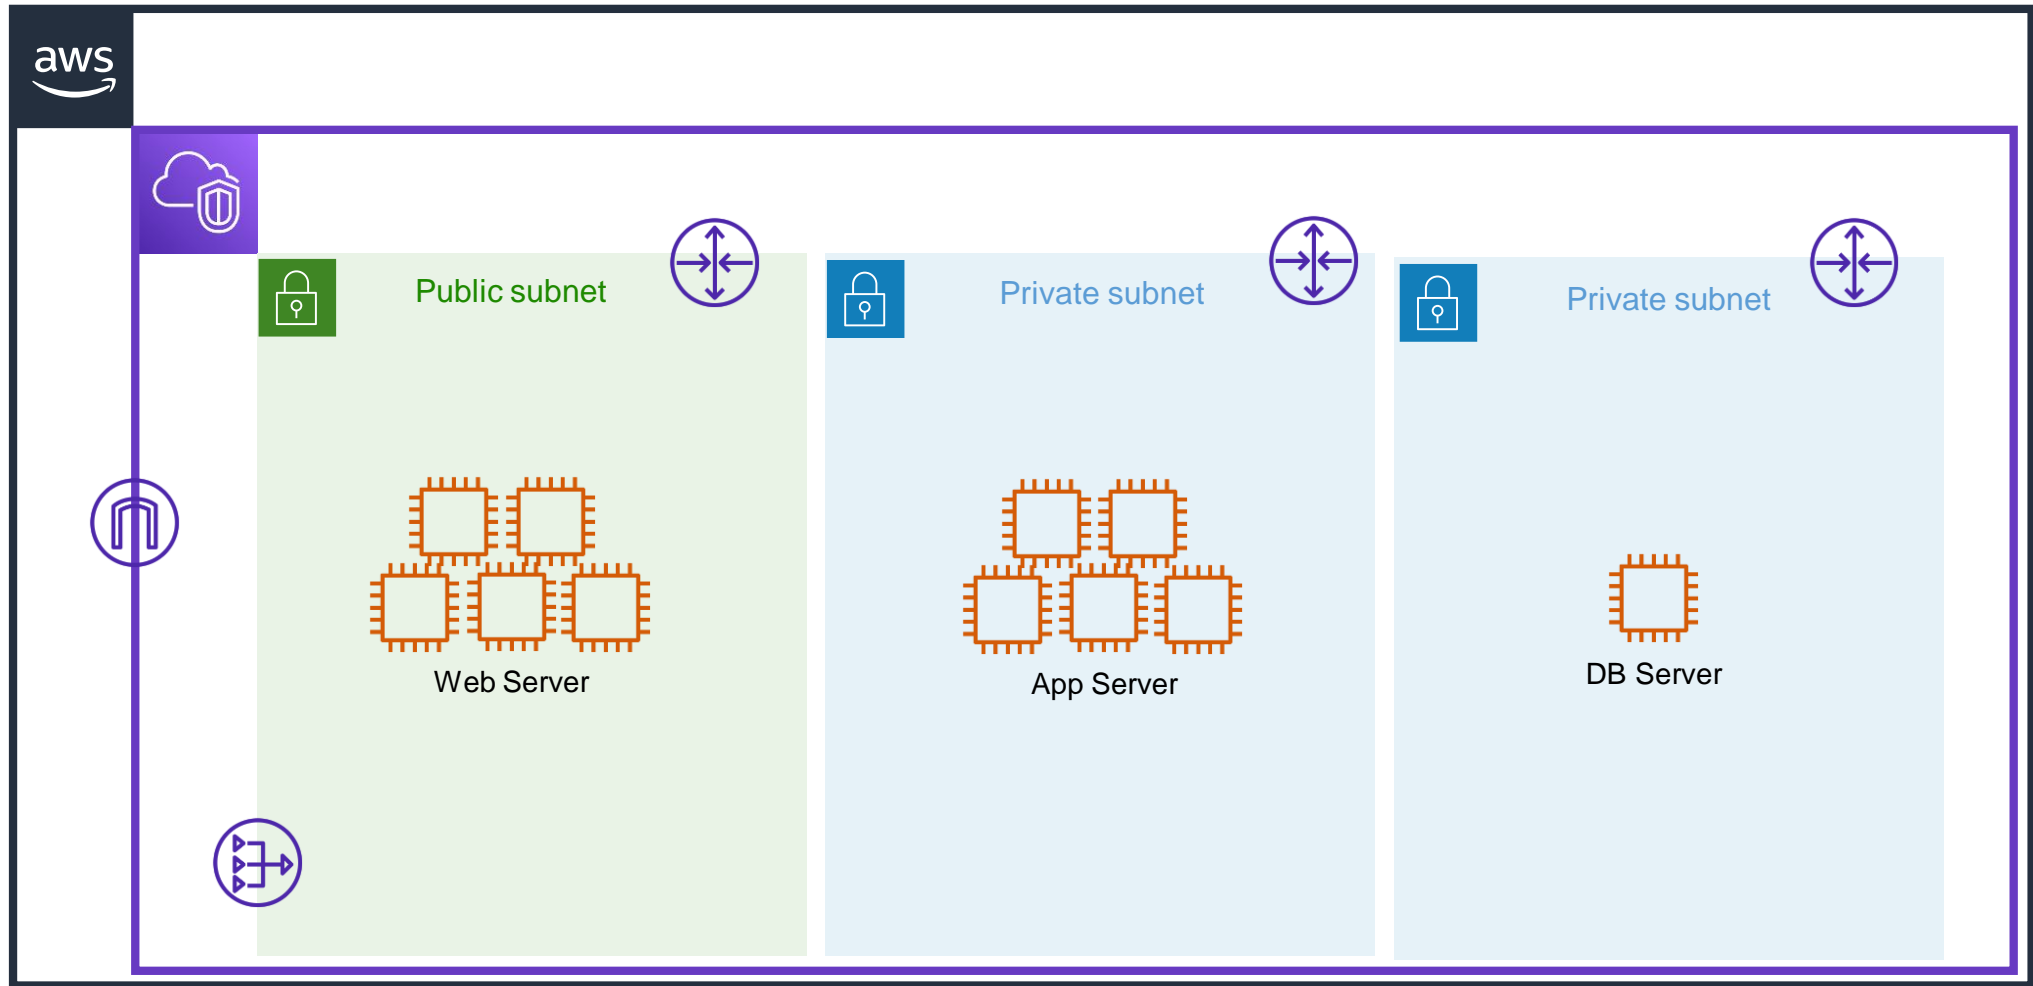 aws
Public subnet
Private subnet
Private subnet
Web Server
App Server
DB Server